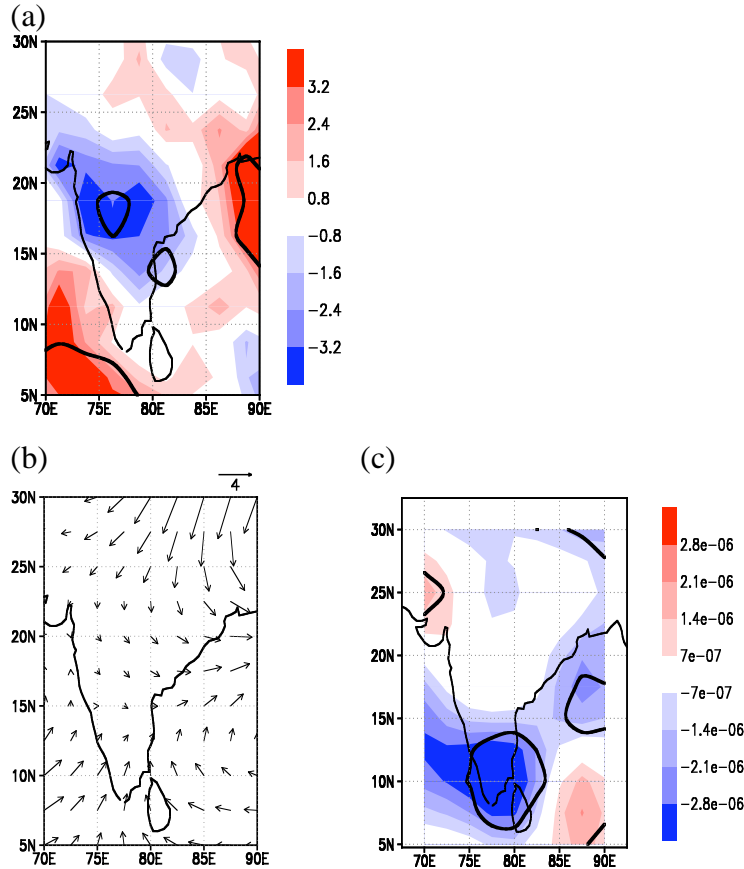 (a)
30N
25N
20N
15N
10N
5N
70E 75E 80E 85E 90E
3.2
2.4
1.6
0.8
−0.8
−1.6
−2.4
−3.2
(b)
4
30N
25N
20N
15N
10N
5N
70E 75E 80E 85E 90E
(c)
30N
25N
20N
15N
10N
5N
70E 75E 80E 85E 90E
2.8e−06
2.1e−06
1.4e−06
7e−07
−7e−07
−1.4e−06
−2.1e−06
−2.8e−06